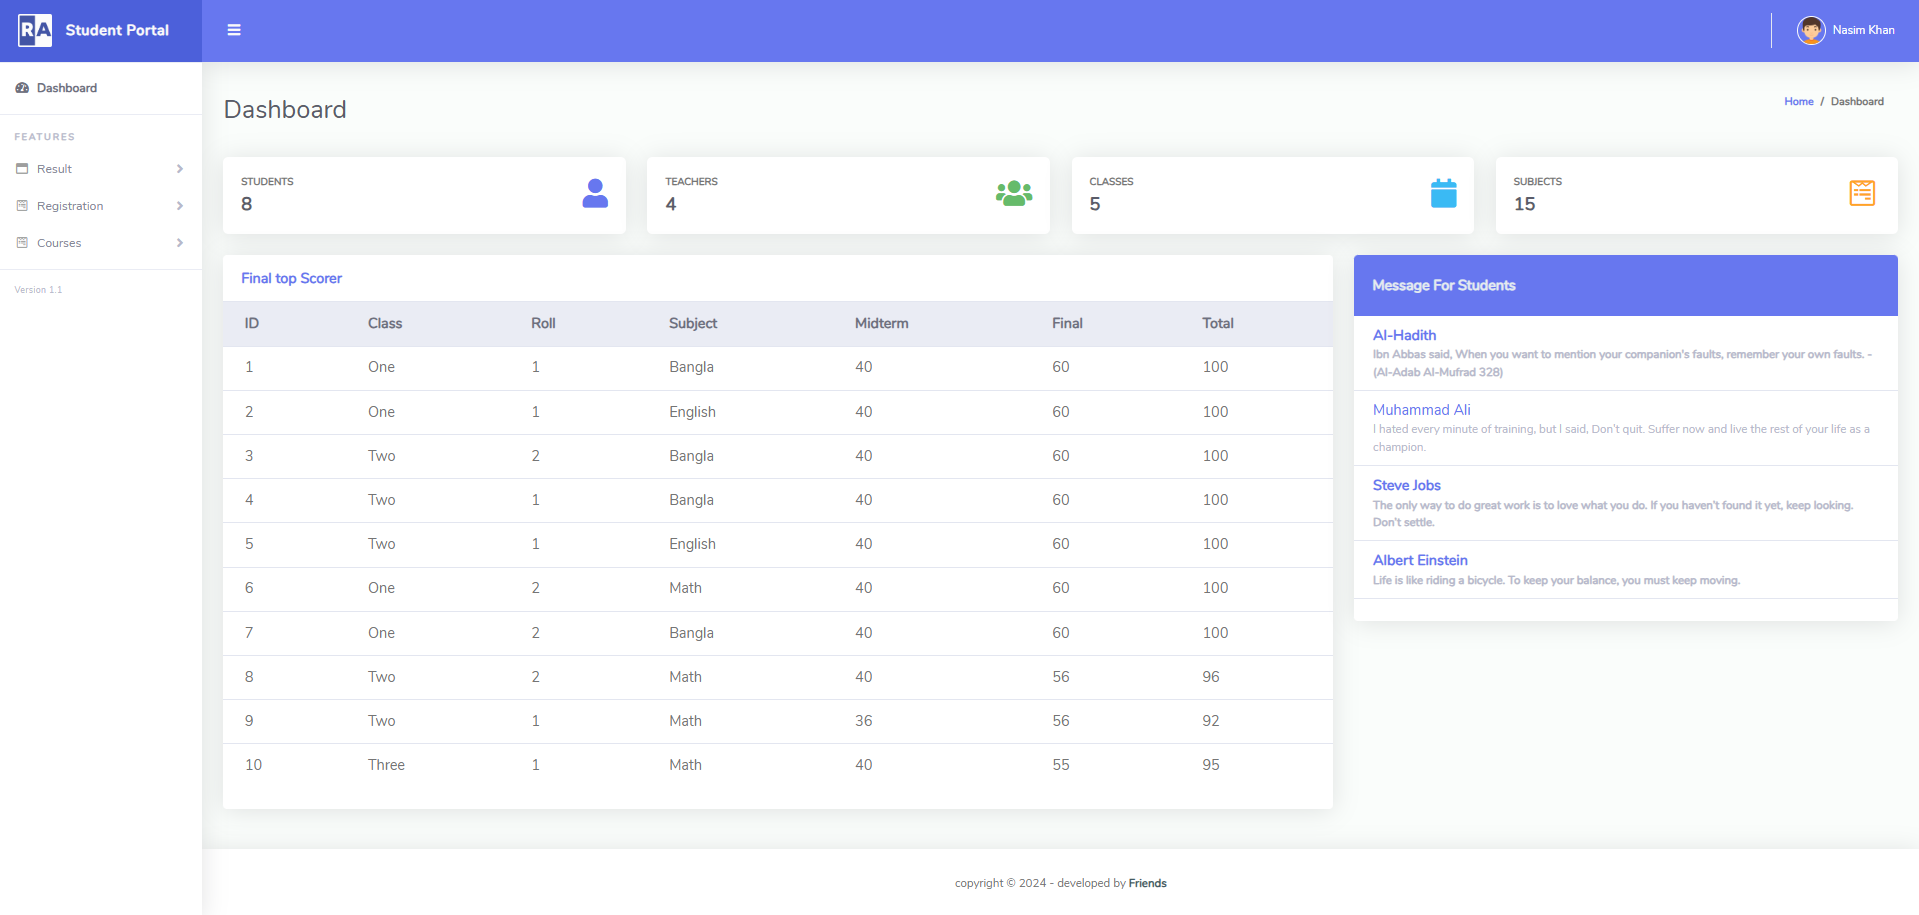 RA Student Portal
Nasim Khan
Dashboard
FEATURES
Result
Registration
Courses
Version 1.1
Dashboard
Home / Dashboard
STUDENTS
8
TEACHERS
4
CLASSES
5
SUBJECTS
15
Final top Scorer
ID Class Roll Subject Midterm Final Total
1 One 1 Bangla 40 60 100
2 One 1 English 40 60 100
3 Two 2 Bangla 40 60 100
4 Two 1 Bangla 40 60 100
5 Two 1 English 40 60 100
6 One 2 Math 40 60 100
7 One 2 Bangla 40 60 100
8 Two 2 Math 40 56 96
9 Two 1 Math 36 56 92
10 Three 1 Math 40 55 95
Message For Students
Al-Hadith
Ibn Abbas said, When you want to mention your companion's faults, remember your own faults. -
(Al-Adab Al-Mufrad 328)
Muhammad Ali
I hated every minute of training, but I said, Don't quit. Suffer now and live the rest of your life as a
champion.
Steve Jobs
The only way to do great work is to love what you do. If you haven't found it yet, keep looking.
Don't settle.
Albert Einstein
Life is like riding a bicycle. To keep your balance, you must keep moving.
copyright © 2024 - developed by Friends